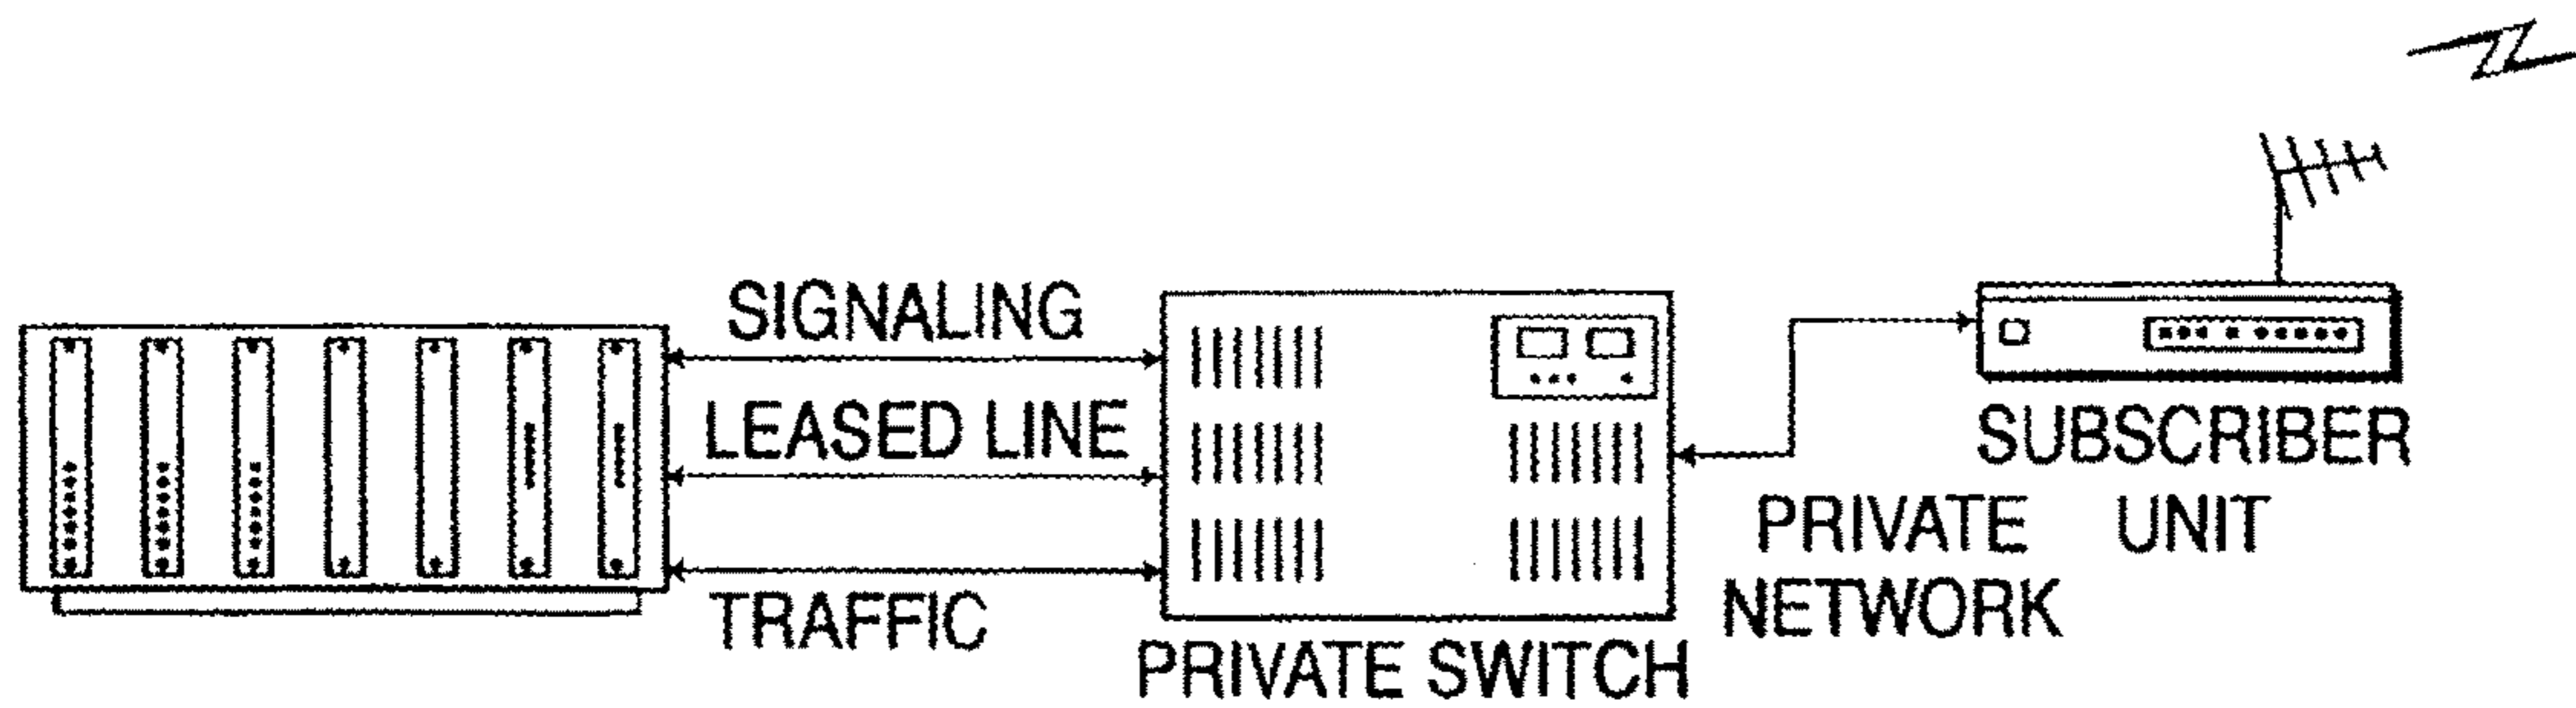 SIGNALING
LEASED LINE
TRAFFIC
PRIVATE SWITCH
PRIVATE
NETWORK
SUBSCRIBER
UNIT